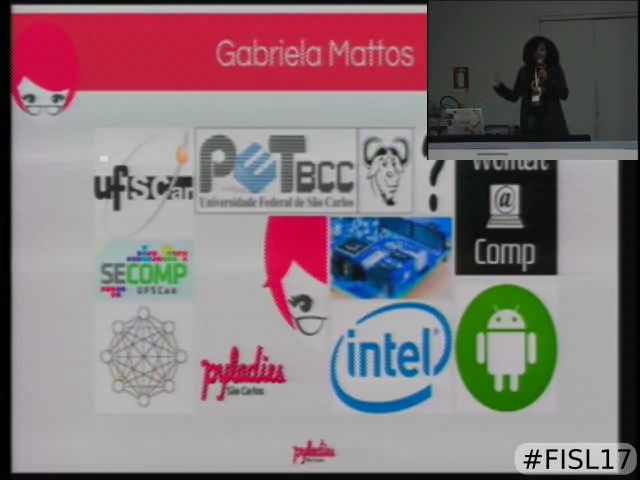 Gabriela Mattos
ufscar
PETBCC
Universidade Federal de São Carlos
?
Women
@
Comp
SECOMP
UFSCar
pyladies
São Carlos
intel
pyladies
#FISL17